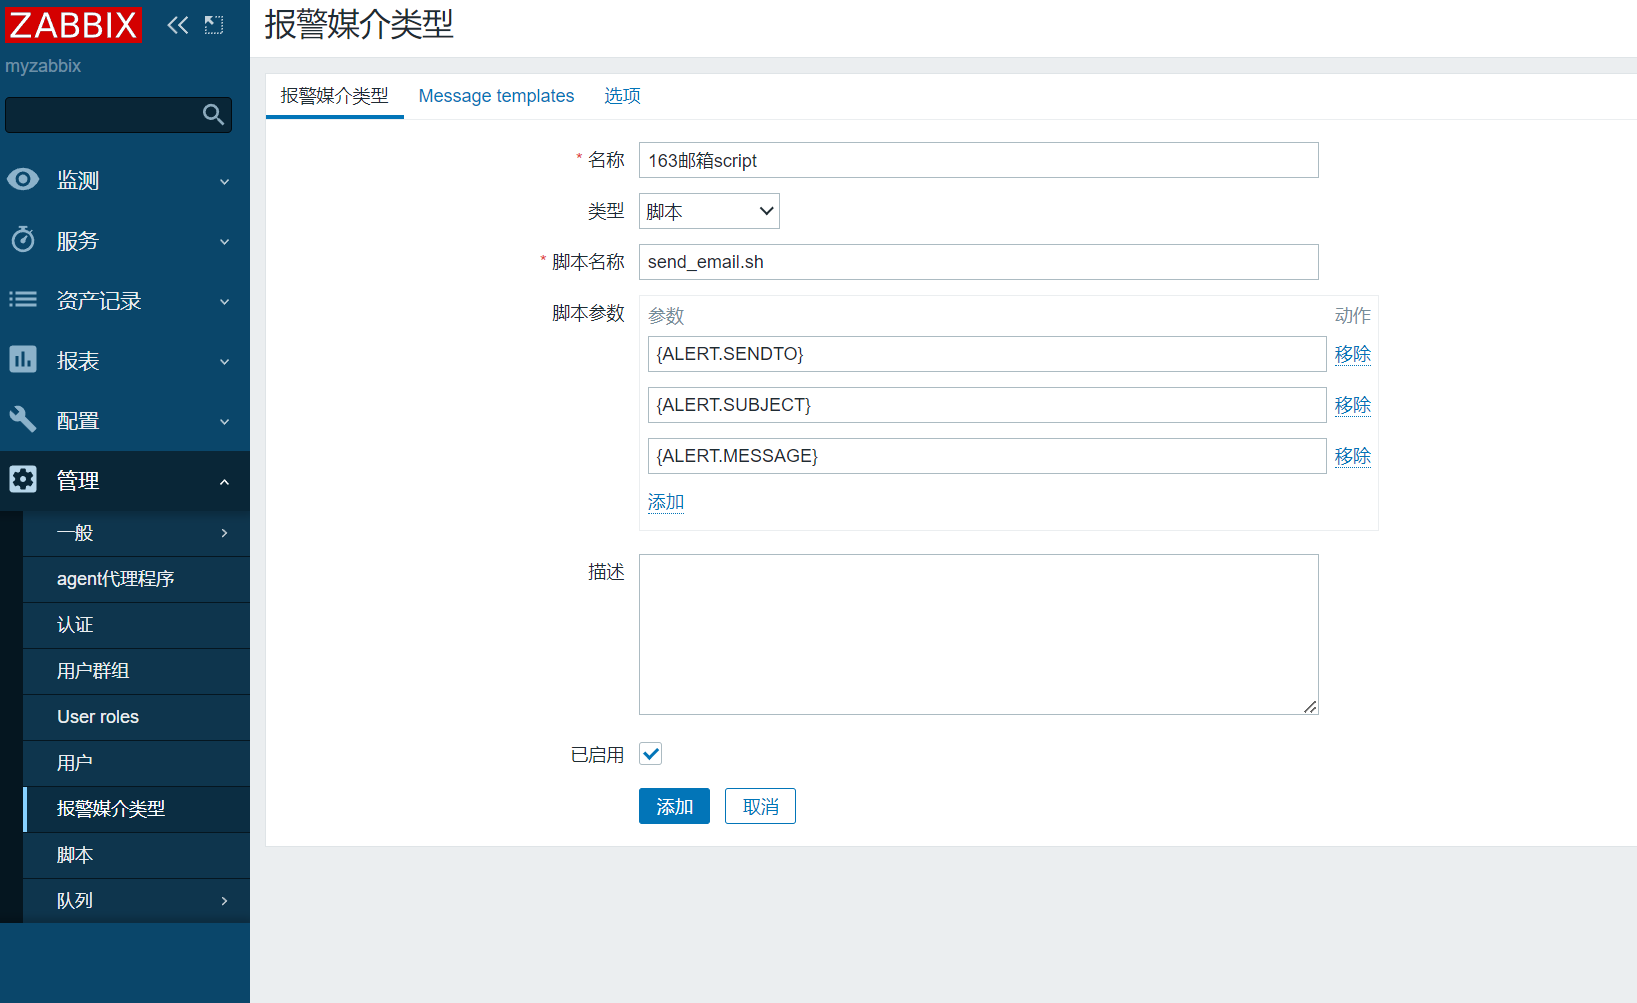 ZABBIX
myzabbix
监测
服务
资产记录
报表
配置
管理
一般
agent代理程序
认证
用户群组
User roles
用户
报警媒介类型
脚本
队列
报警媒介类型
报警媒介类型 Message templates 选项
* 名称 163邮箱script
类型 脚本
* 脚本名称 send_email.sh
脚本参数 参数 动作
{ALERT.SENDTO} 移除
{ALERT.SUBJECT} 移除
{ALERT.MESSAGE} 移除
添加
描述
已启用
添加 取消